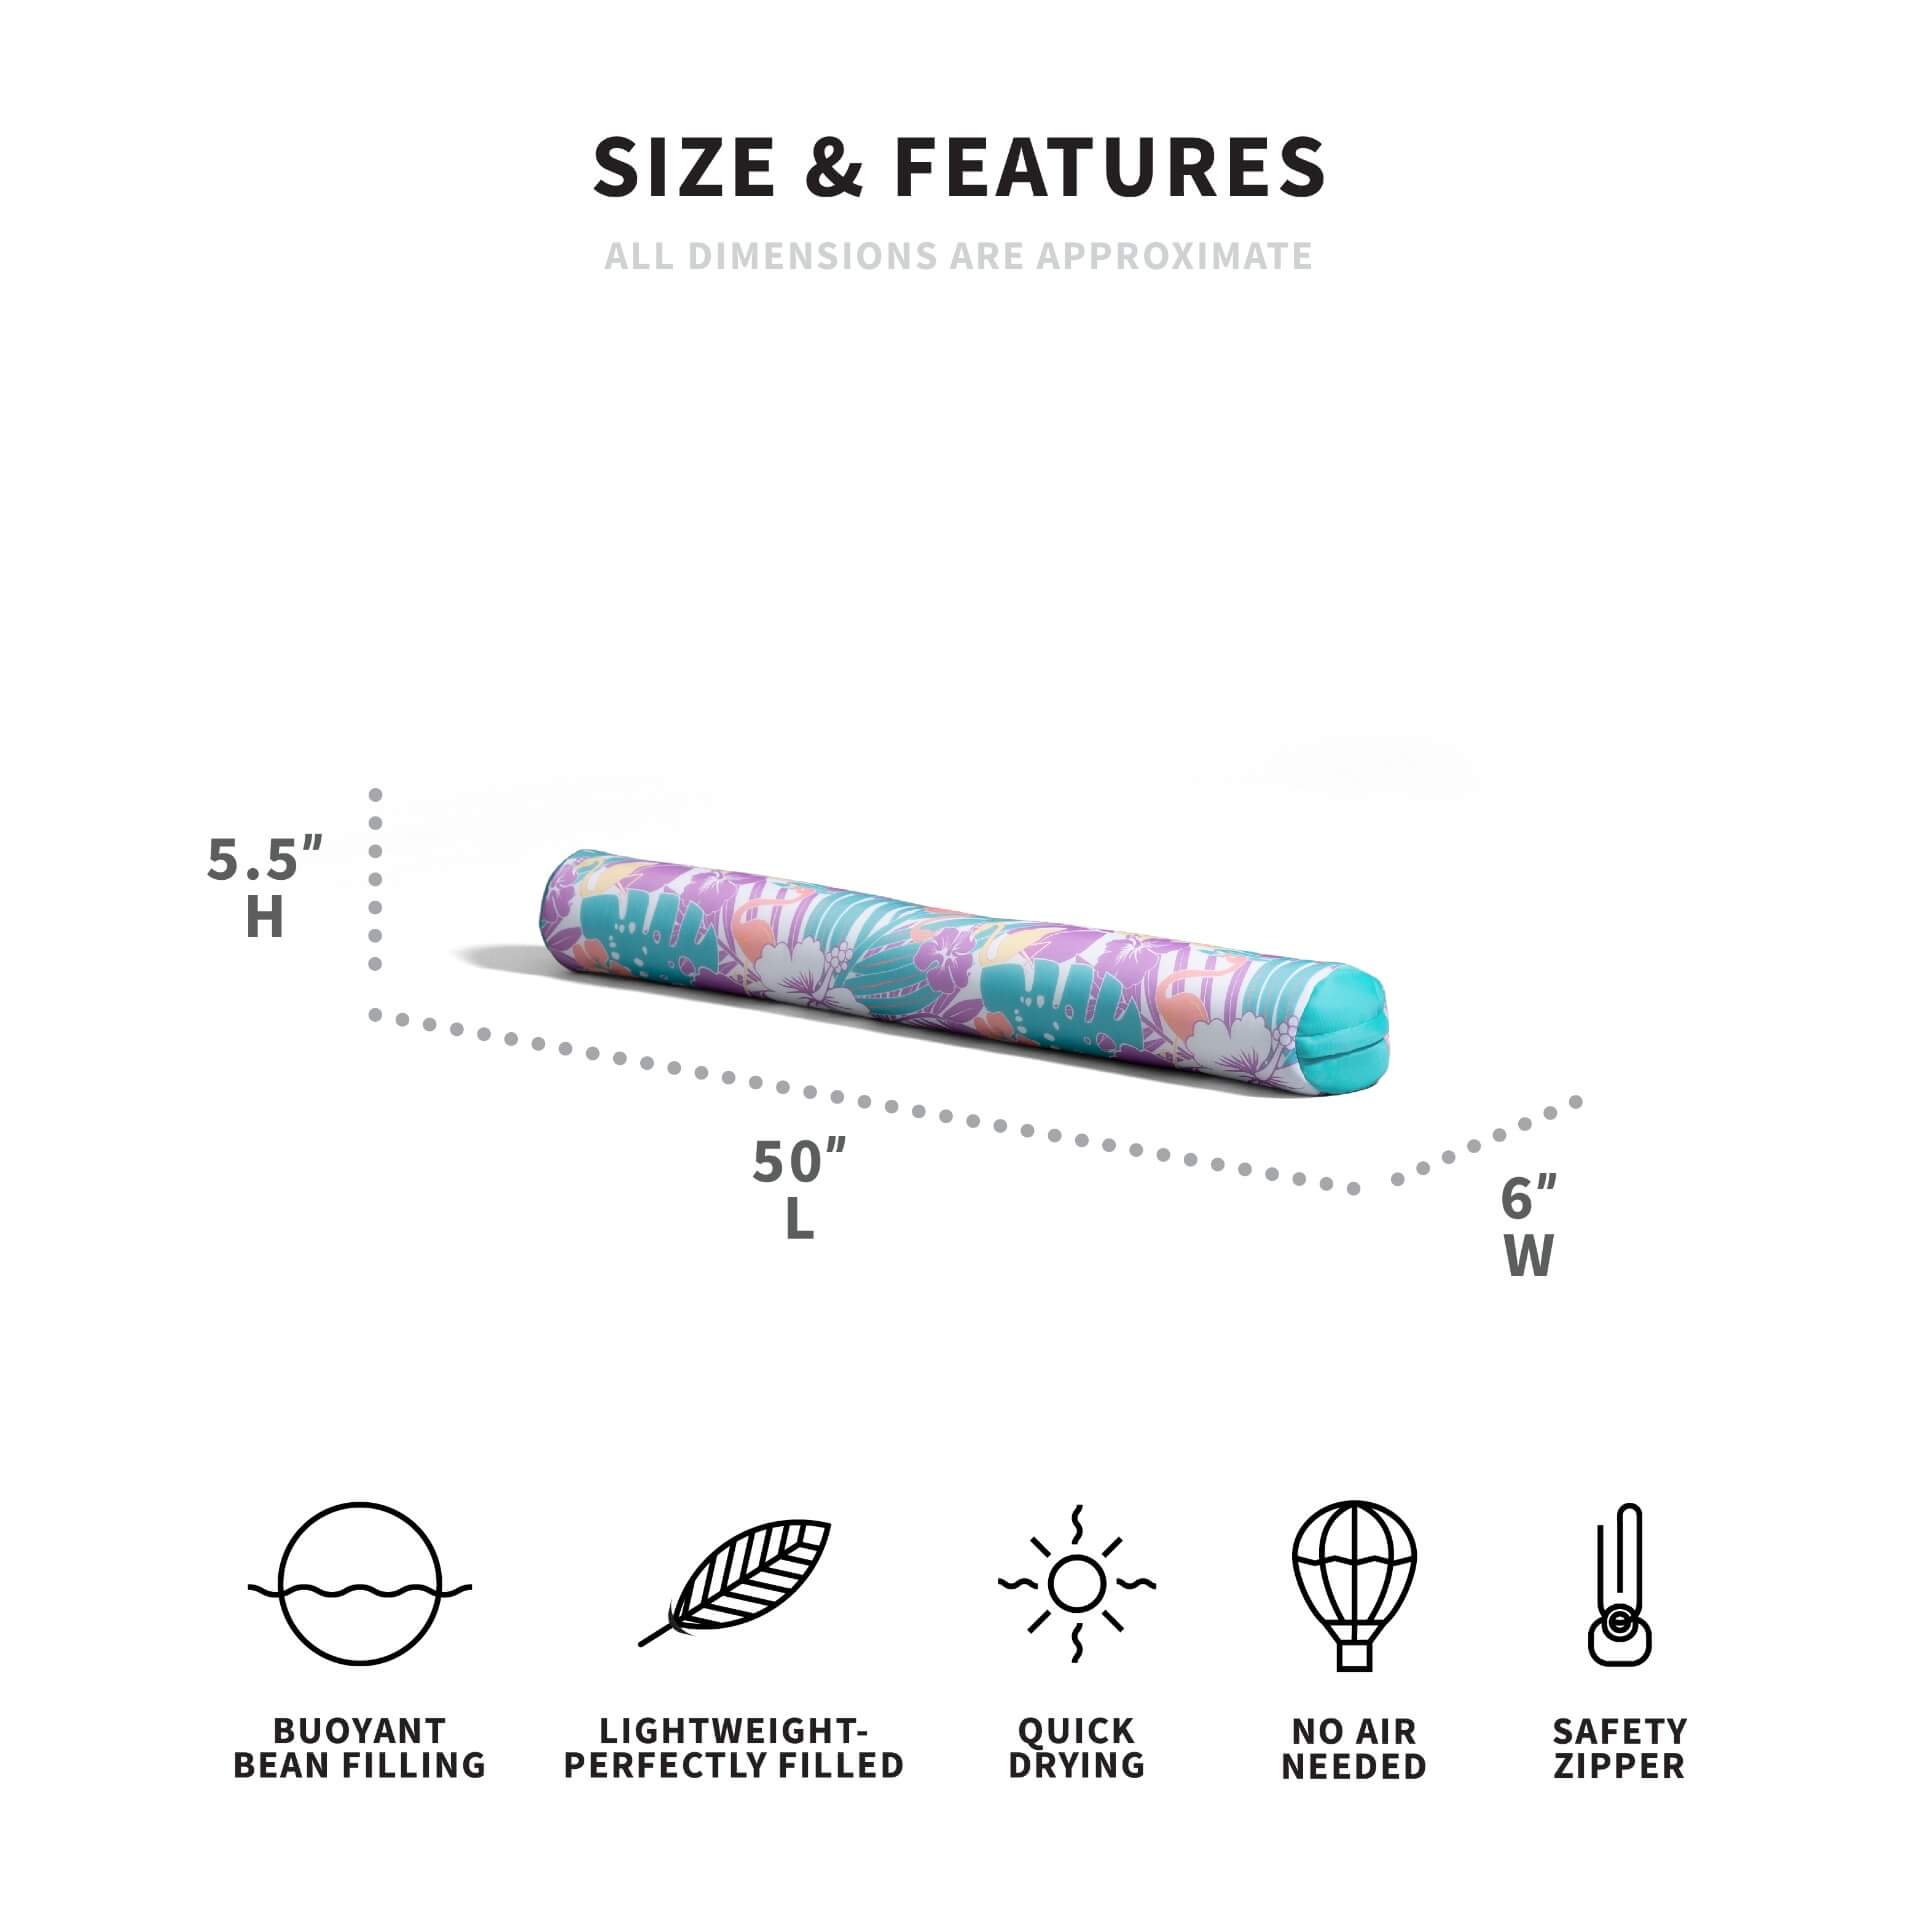 SIZE & FEATURES
ALL DIMENSIONS ARE APPROXIMATE
5.5"
H
50"
L
6"
W
BUOYANT
BEAN FILLING
LIGHTWEIGHT-
PERFECTLY FILLED
QUICK
DRYING
NO AIR
NEEDED
SAFETY
ZIPPER